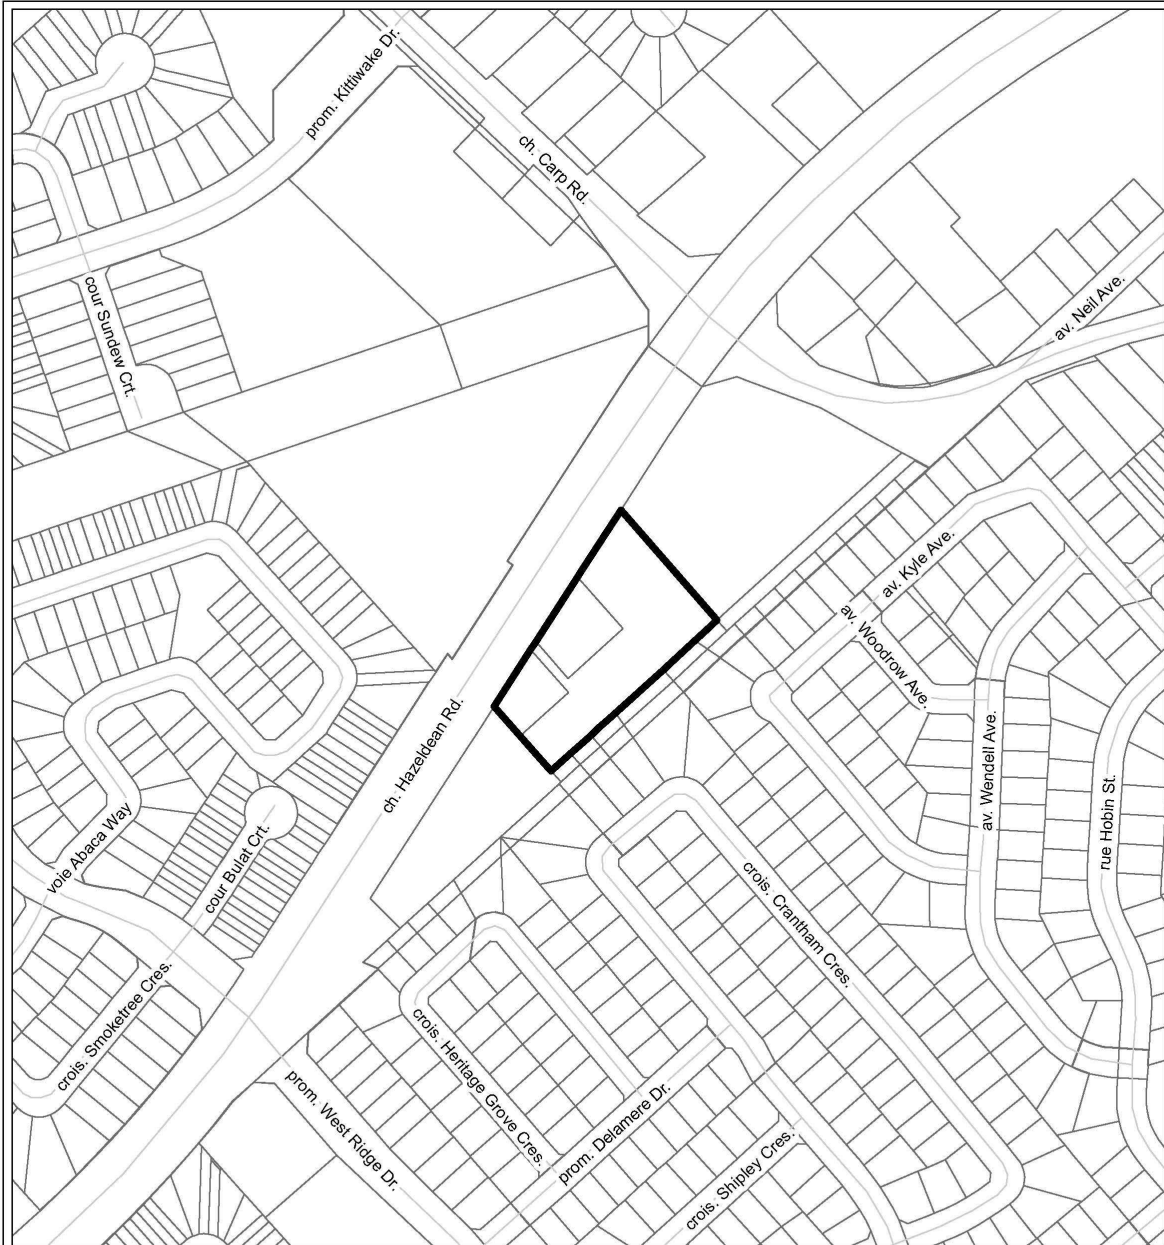 prom. Kittiwake Dr.
ch. Carp Rd.
cour Sundew Crt.
av. Neil Ave.
av. Kyle Ave.
av. Woodrow Ave.
ch. Hazeldean Rd.
av. Wendell Ave.
rue Hobin St.
voie Abaca Way
cour Bulat Crt.
crois. Crantham Cres.
crois. Smoketree Cres.
crois. Heritage Grove Cres.
prom. West Ridge Dr.
prom. Delamere Dr.
crois. Shipley Cres.